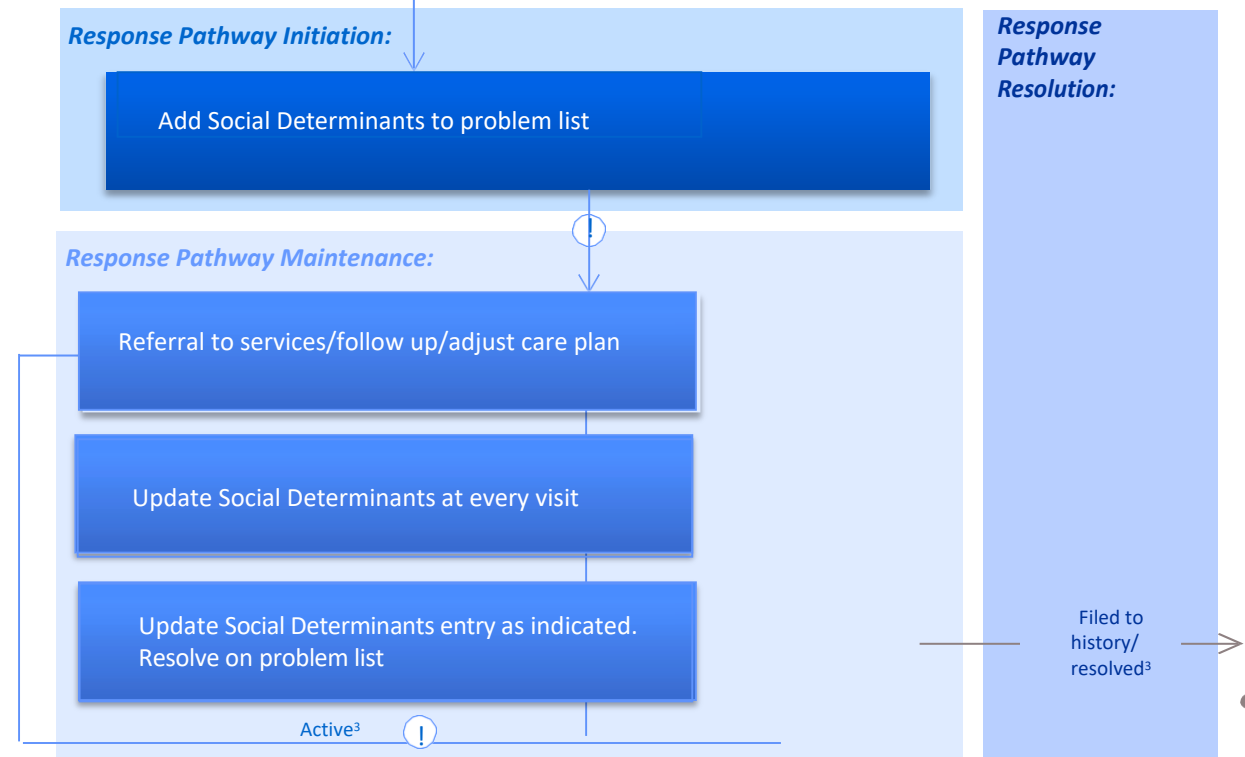 Response Pathway Initiation:
Add Social Determinants to problem list
!
Response Pathway Maintenance:
Referral to services/follow up/adjust care plan
Update Social Determinants at every visit
Update Social Determinants entry as indicated.
Resolve on problem list
Active³
!
Response
Pathway
Resolution:
Filed to
history/
resolved³